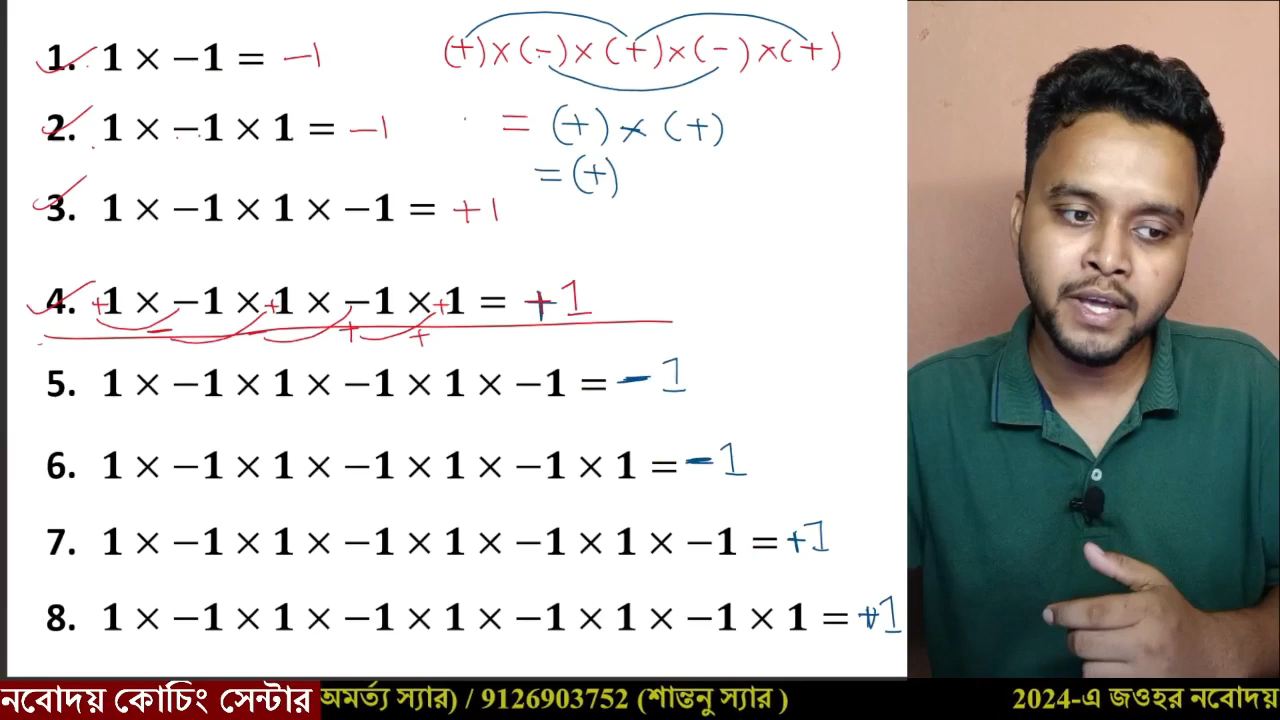 1. 1 × −1 = −1
(+)×(−)×(+)×(−)×(+)
2. 1 × −1 × 1 = −1
= (+) × (+)
= (+)
3. 1 × −1 × 1 × −1 = +1
4. +1 × −1 × +1 × −1 × +1 = +1
− + +
5. 1 × −1 × 1 × −1 × 1 × −1 = −1
6. 1 × −1 × 1 × −1 × 1 × −1 × 1 = −1
7. 1 × −1 × 1 × −1 × 1 × −1 × 1 × −1 = +1
8. 1 × −1 × 1 × −1 × 1 × −1 × 1 × −1 × 1 = +1
নবোদয় কোচিং সেন্টার অমর্ত্য স্যার) / 9126903752 (শান্তনু স্যার ) 2024-এ জওহর নবোদয়